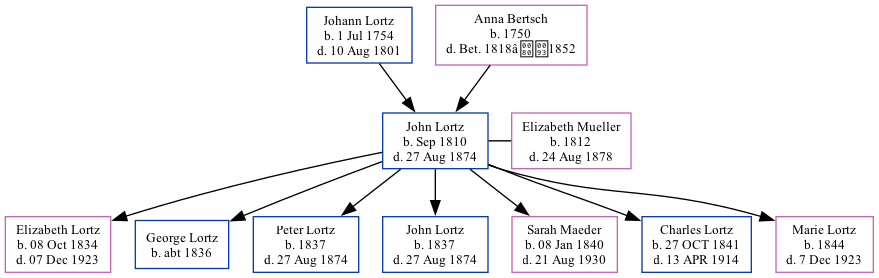 Johann Lortz
b. 1 Jul 1754
d. 10 Aug 1801
Anna Bertsch
b. 1750
d. Bet. 1818â1852
John Lortz
b. Sep 1810
d. 27 Aug 1874
Elizabeth Mueller
b. 1812
d. 24 Aug 1878
Elizabeth Lortz
b. 08 Oct 1834
d. 07 Dec 1923
George Lortz
b. abt 1836
Peter Lortz
b. 1837
d. 27 Aug 1874
John Lortz
b. 1837
d. 27 Aug 1874
Sarah Maeder
b. 08 Jan 1840
d. 21 Aug 1930
Charles Lortz
b. 27 OCT 1841
d. 13 APR 1914
Marie Lortz
b. 1844
d. 7 Dec 1923